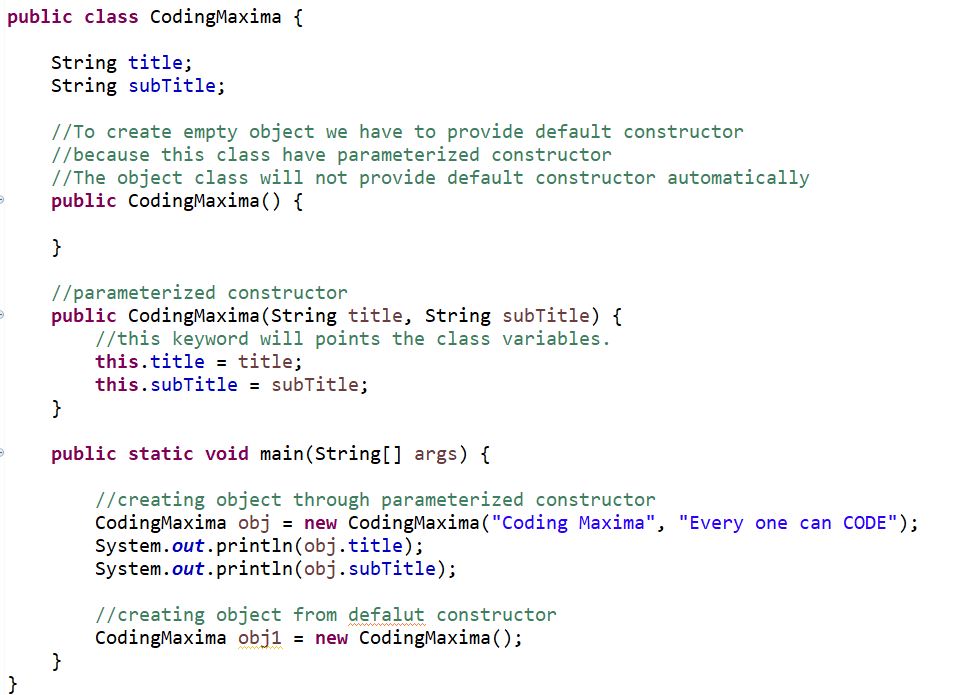 public class CodingMaxima {
String title;
String subTitle;
//To create empty object we have to provide default constructor
//because this class have parameterized constructor
//The object class will not provide default constructor automatically
public CodingMaxima() {
}
//parameterized constructor
public CodingMaxima(String title, String subTitle) {
//this keyword will points the class variables.
this.title = title;
this.subTitle = subTitle;
}
public static void main(String[] args) {
//creating object through parameterized constructor
CodingMaxima obj = new CodingMaxima("Coding Maxima", "Every one can CODE");
System.out.println(obj.title);
System.out.println(obj.subTitle);
//creating object from defalut constructor
CodingMaxima obj1 = new CodingMaxima();
}
}